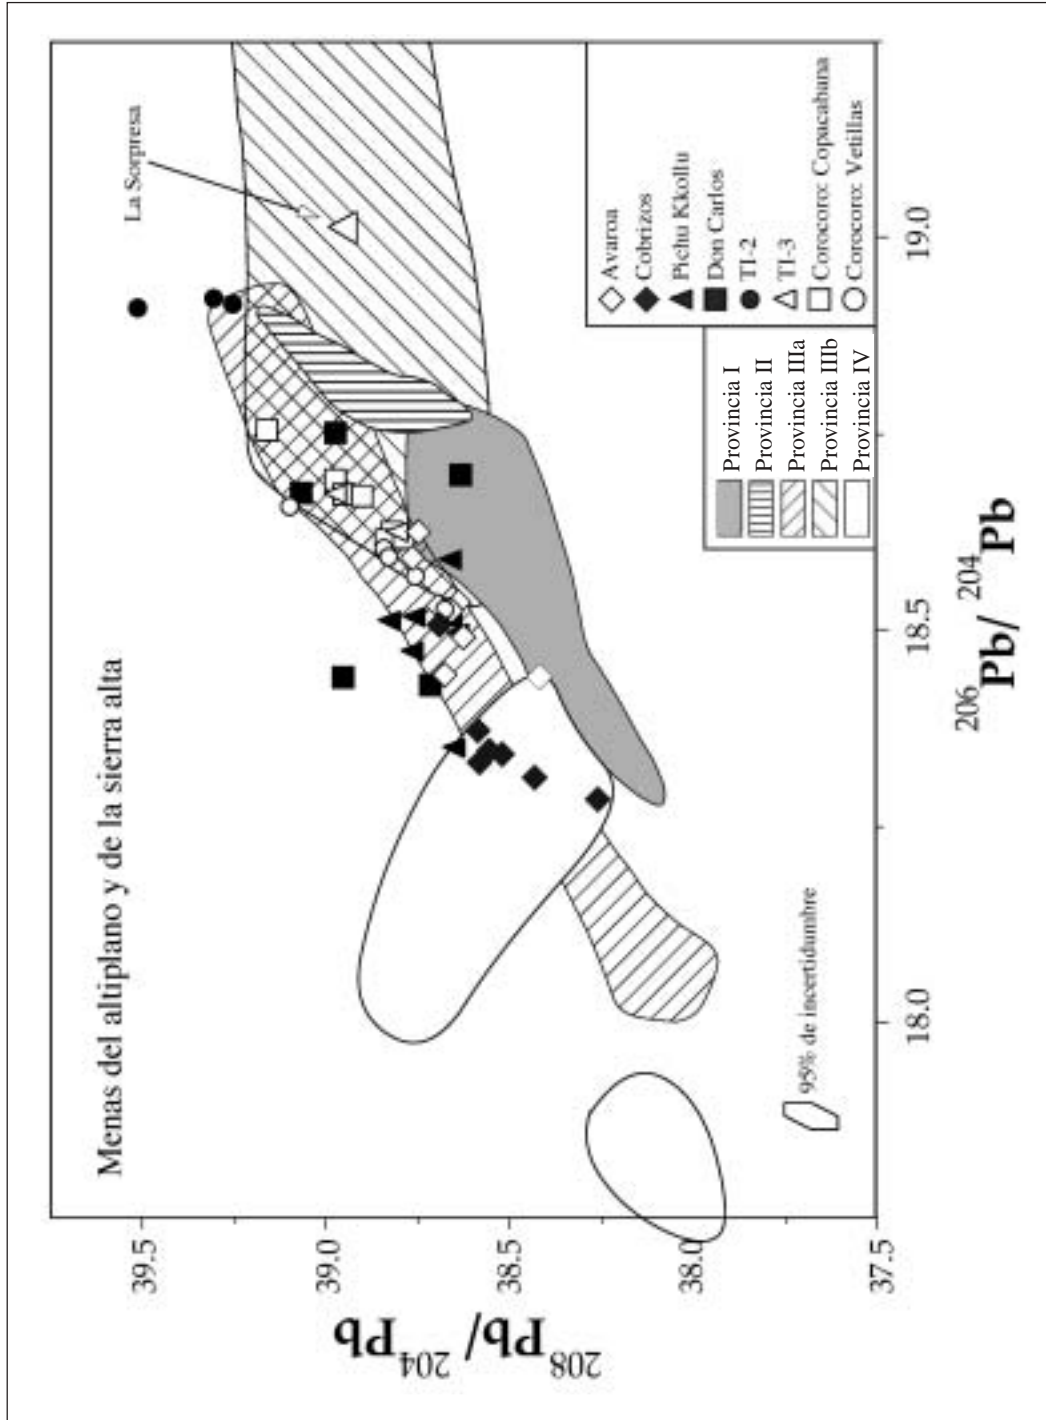 Menas del altiplano y de la sierra alta
La Sorpresa
39.5
39.0
38.5
38.0
37.5
208Pb/ 204Pb
18.0
18.5
19.0
206Pb/ 204Pb
95% de incertidumbre
Provincia I
Provincia II
Provincia IIIa
Provincia IIIb
Provincia IV
Avaroa
Cobrizos
Pichu Kkollu
Don Carlos
TI-2
TI-3
Corocoro: Copacabana
Corocoro: Vetillas